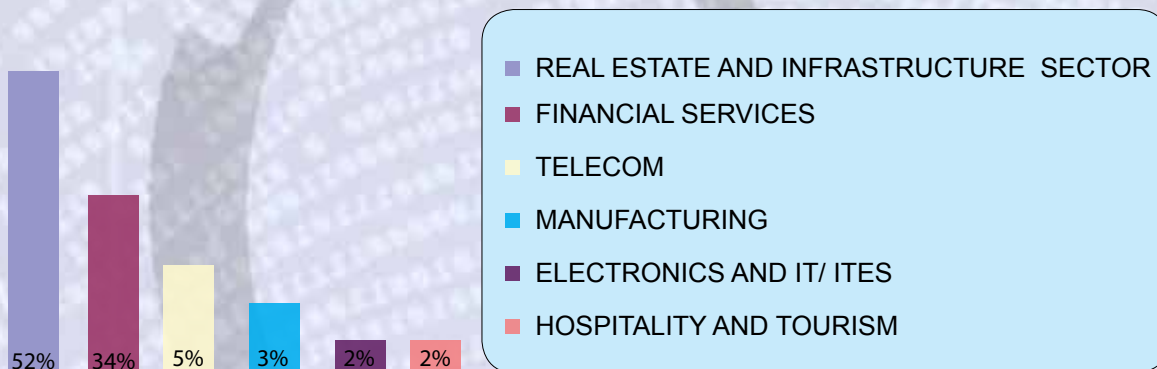 REAL ESTATE AND INFRASTRUCTURE SECTOR
FINANCIAL SERVICES
TELECOM
MANUFACTURING
ELECTRONICS AND IT/ ITES
HOSPITALITY AND TOURISM
52% 34% 5% 3% 2% 2%